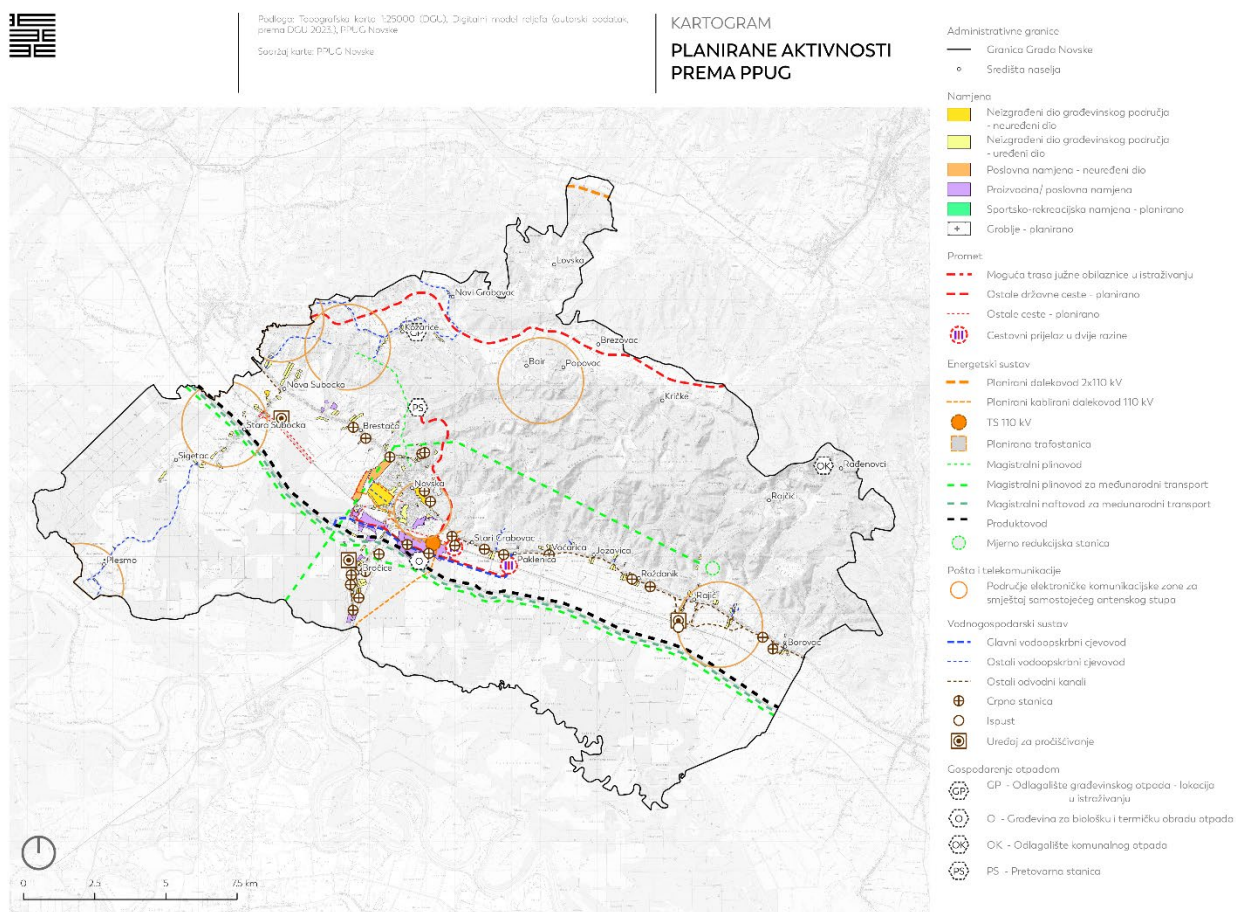 Podloga: Topografska karta 1:25000 (DGU), Digitalni model reljefa (autorski podatak,
prema DGU 2023.), PPUG Novske
Sadržaj karte: PPUG Novske
KARTOGRAM
PLANIRANE AKTIVNOSTI
PREMA PPUG
Administrativne granice
Granica Grada Novske
Središta naselja
Namjena
Neizgrađeni dio građevinskog područja
- neuređeni dio
Neizgrađeni dio građevinskog područja
- uređeni dio
Poslovna namjena - neuređeni dio
Proizvodna/ poslovna namjena
Sportsko-rekreacijska namjena - planirano
Groblje - planirano
Promet
Moguća trasa južne obilaznice u istraživanju
Ostale državne ceste - planirano
Ostale ceste - planirano
Cestovni prijelaz u dvije razine
Energetski sustav
Planirani dalekovod 2x110 kV
Planirani kablirani dalekovod 110 kV
TS 110 kV
Planirana trafostanica
Magistralni plinovod
Magistralni plinovod za međunarodni transport
Magistralni naftovod za međunarodni transport
Produktovod
Mjerno redukcijska stanica
Pošta i telekomunikacije
Područje elektroničke komunikacijske zone za
smještaj samostojećeg antenskog stupa
Vodnogospodarski sustav
Glavni vodoopskrbni cjevovod
Ostali vodoopskrbni cjevovod
Ostali odvodni kanali
Crpna stanica
Ispust
Uređaj za pročišćivanje
Gospodarenje otpadom
GP GP - Odlagalište građevinskog otpada - lokacija
u istraživanju
O O - Građevina za biološku i termičku obradu otpada
OK OK - Odlagalište komunalnog otpada
PS PS - Pretovarna stanica
Lovska
Novi Grabovac
Kozarice
GP
Brezovac
Bair
Popovac
Nova Subocka
Kričke
PS
Stara Subocka
Brestača
Sigetac
OK
Rađenovci
Novska
Rajčić
Stari Grabovac
Voćarica
Jazavica
Paklenica
Plesmo
Bročice
O
Roždanik
Rajić
Borovac
0
2.5
5
7.5 km